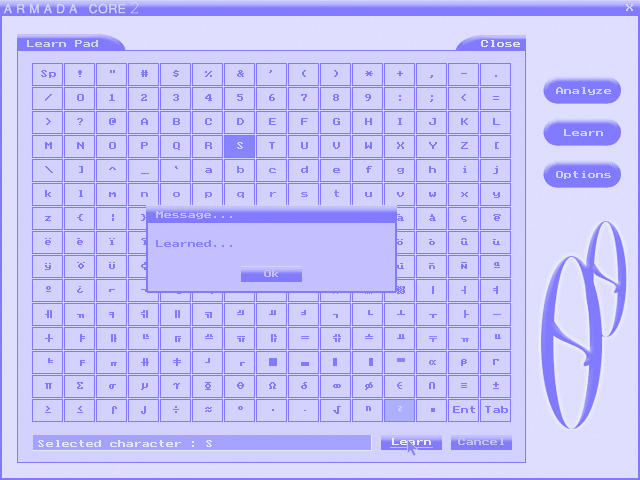 ARMADA CORE 2 x
Learn Pad Close
Sp ! " # $ % & ' ( ) * + , - .
/ 0 1 2 3 4 5 6 7 8 9 : ; < =
> ? @ A B C D E F G H I J K L
M N O P Q R S T U V W X Y Z [
\ ] ^ _ ` a b c d e f g h i j
k l m n o p q r s t u v w x y
z { ¦
Message...
Learned...
Ok
π Σ σ µ γ Φ θ Ω δ ∞ ø ∈ ∩ ≡ ±
≥ ≤ ⌠ ⌡ ÷ ≈ ° · · √ ⁿ ² ▪ Ent Tab
Selected character : S
Learn Cancel
Analyze
Learn
Options